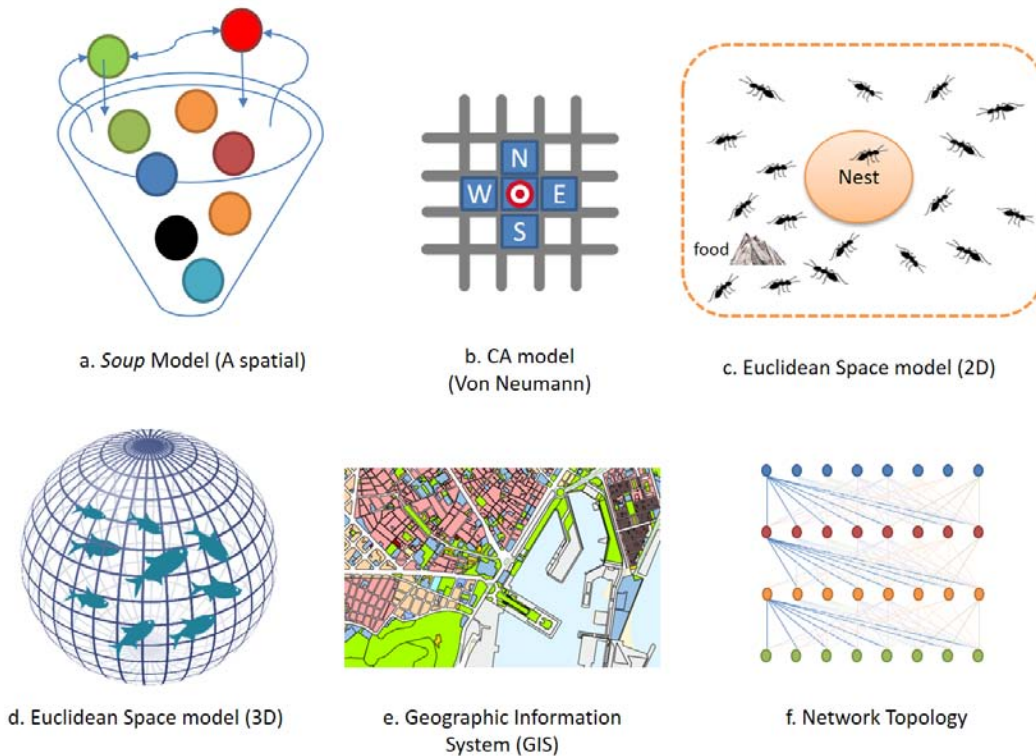 N
W
E
S
Nest
food
a. Soup Model (A spatial)
b. CA model
(Von Neumann)
c. Euclidean Space model (2D)
d. Euclidean Space model (3D)
e. Geographic Information
System (GIS)
f. Network Topology